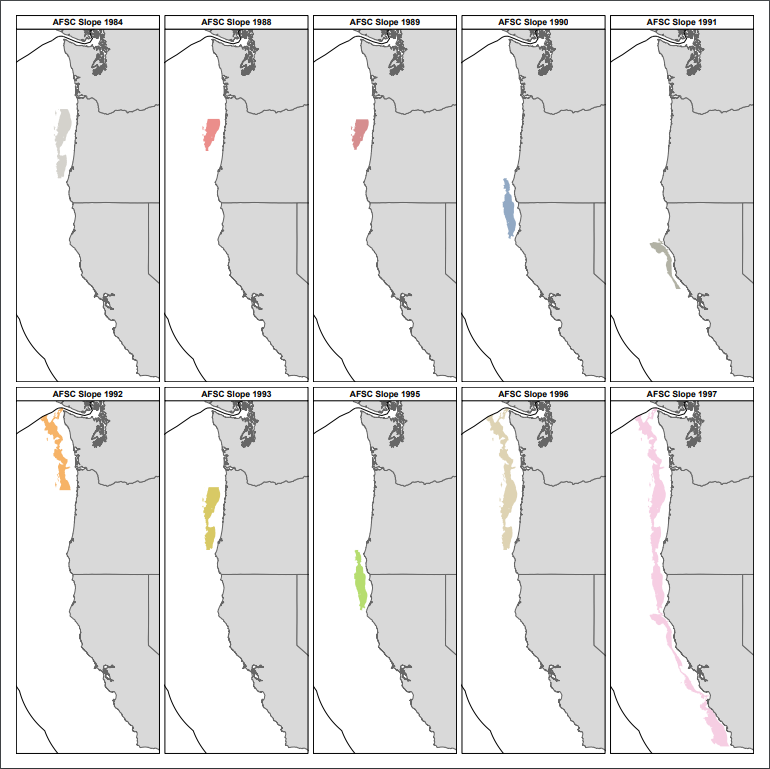 AFSC Slope 1984
AFSC Slope 1988
AFSC Slope 1989
AFSC Slope 1990
AFSC Slope 1991
AFSC Slope 1992
AFSC Slope 1993
AFSC Slope 1995
AFSC Slope 1996
AFSC Slope 1997